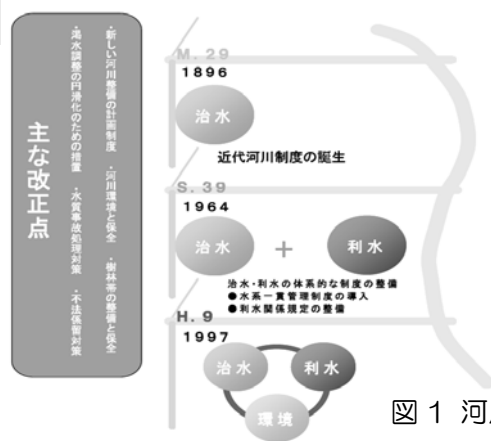 主な改正点
・新しい河川整備の計画制度　・河川環境と保全　・樹林帯の整備と保全
・渇水調整の円滑化のための措置　・水質事故処理対策　・不法係留対策
M. 29
1896
治水
近代河川制度の誕生
S. 39
1964
治水 + 利水
治水・利水の体系的な制度の整備
●水系一貫管理制度の導入
●利水関係規定の整備
H. 9
1997
治水 利水
環境
図 1 河